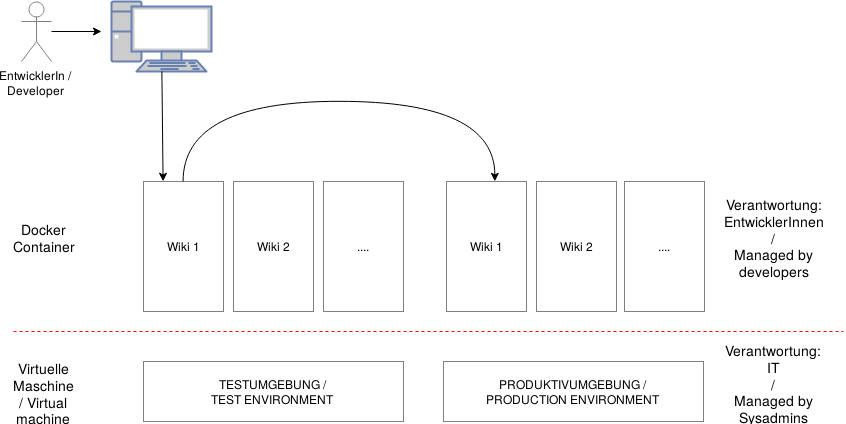 EntwicklerIn /
Developer
Docker
Container
Wiki 1
Wiki 2
....
Wiki 1
Wiki 2
....
Verantwortung:
EntwicklerInnen
/
Managed by
developers
Virtuelle
Maschine
/ Virtual
machine
TESTUMGEBUNG /
TEST ENVIRONMENT
PRODUKTIVUMGEBUNG /
PRODUCTION ENVIRONMENT
Verantwortung:
IT
/
Managed by
Sysadmins